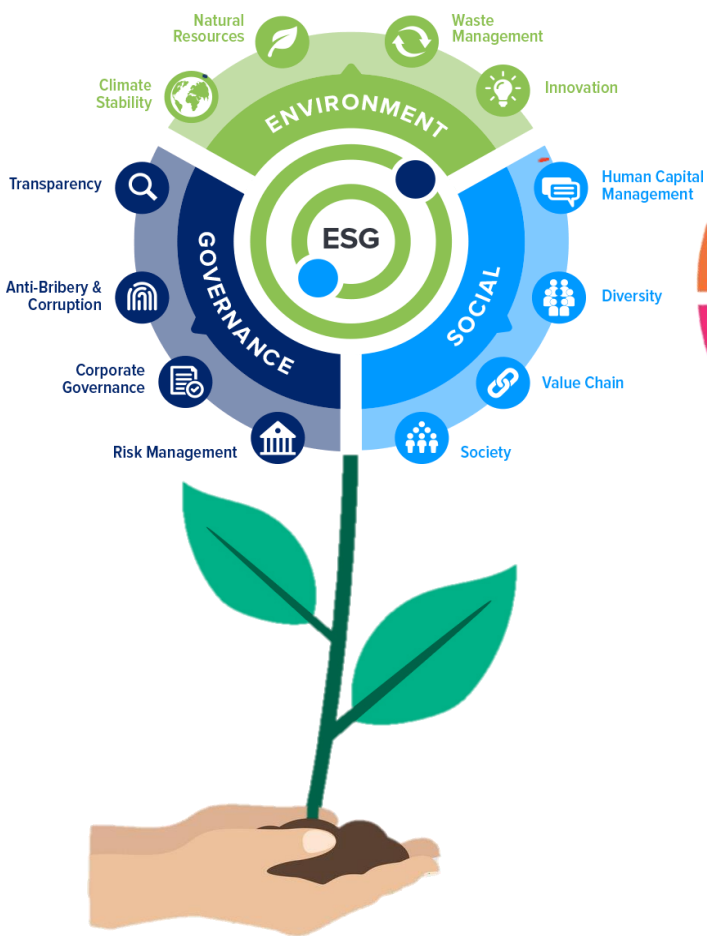 Natural
Resources
Waste
Management
Climate
Stability
Innovation
ENVIRONMENT
Transparency
Human Capital
Management
ESG
GOVERNANCE
SOCIAL
Anti-Bribery &
Corruption
Diversity
Corporate
Governance
Value Chain
Risk Management
Society